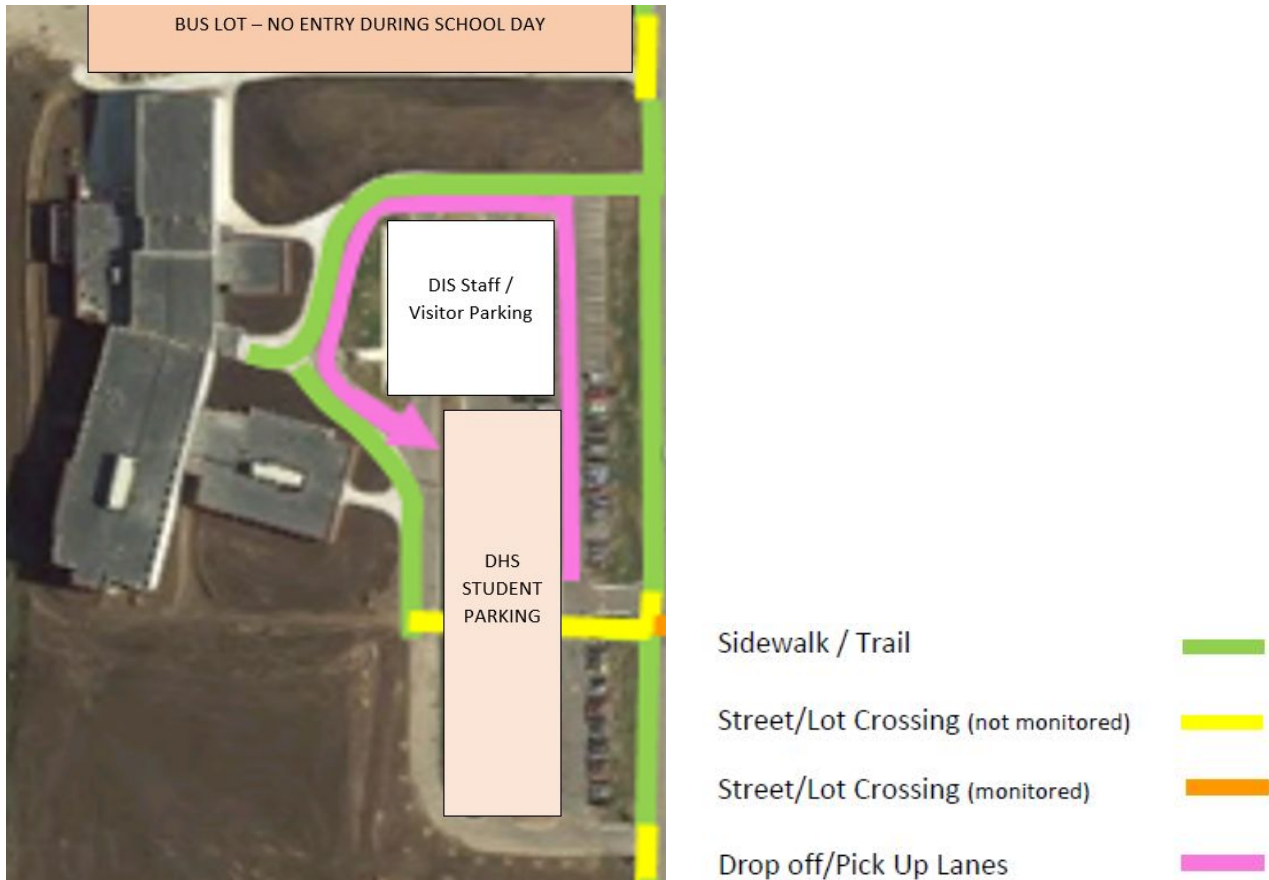 BUS LOT – NO ENTRY DURING SCHOOL DAY
DIS Staff /
Visitor Parking
DHS
STUDENT
PARKING
Sidewalk / Trail
Street/Lot Crossing (not monitored)
Street/Lot Crossing (monitored)
Drop off/Pick Up Lanes